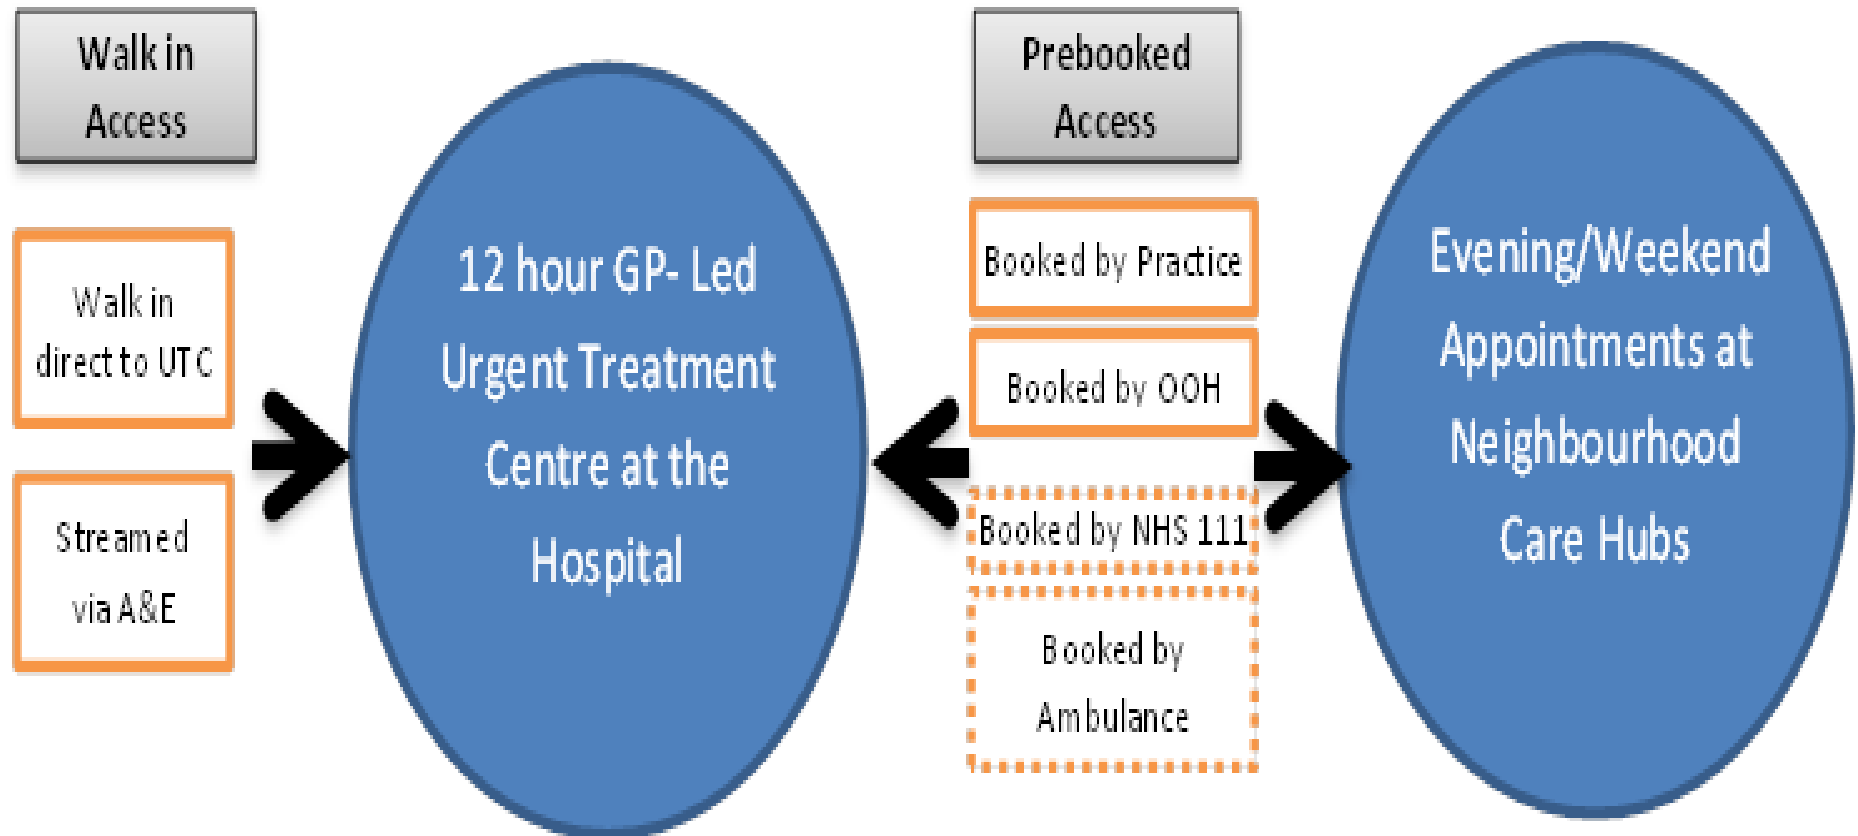 Walk in
Access
Walk in
direct to UTC
Streamed
via A&E
12 hour GP- Led
Urgent Treatment
Centre at the
Hospital
Prebooked
Access
Booked by Practice
Booked by OOH
Booked by NHS 111
Booked by
Ambulance
Evening/Weekend
Appointments at
Neighbourhood
Care Hubs